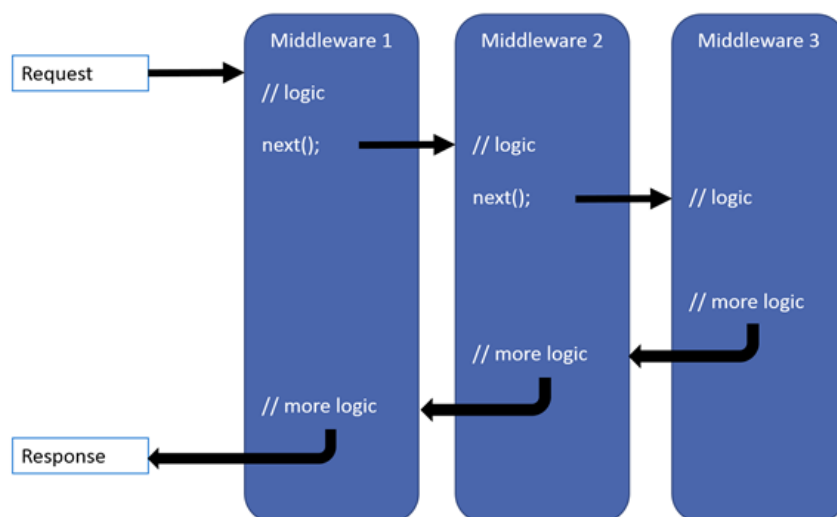 Middleware 1
Middleware 2
Middleware 3
Request
// logic
next();
// logic
next();
// logic
// more logic
// more logic
// more logic
Response